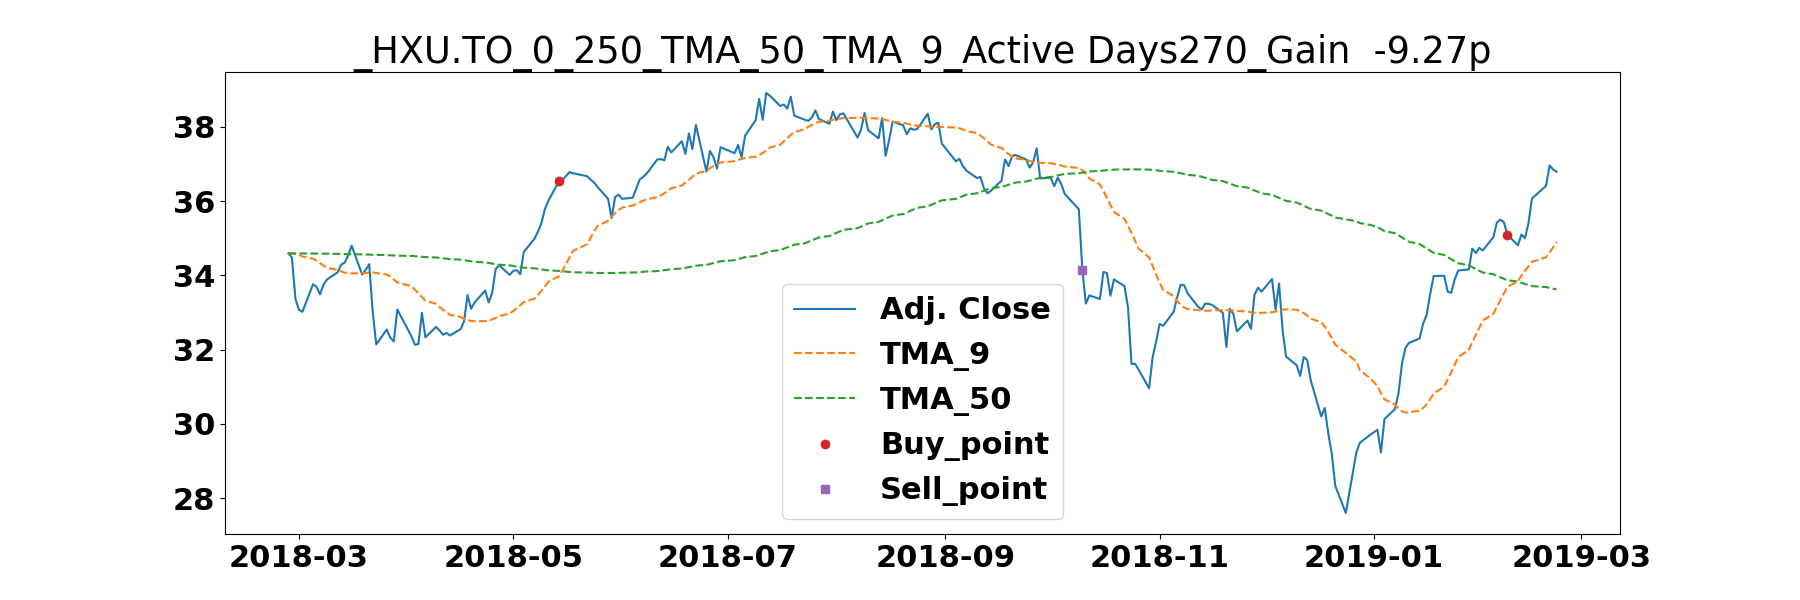 _HXU.TO_0_250_TMA_50_TMA_9_Active Days270_Gain  -9.27p
38
36
34
32
30
28
Adj. Close
TMA_9
TMA_50
Buy_point
Sell_point
2018-03 2018-05 2018-07 2018-09 2018-11 2019-01 2019-03